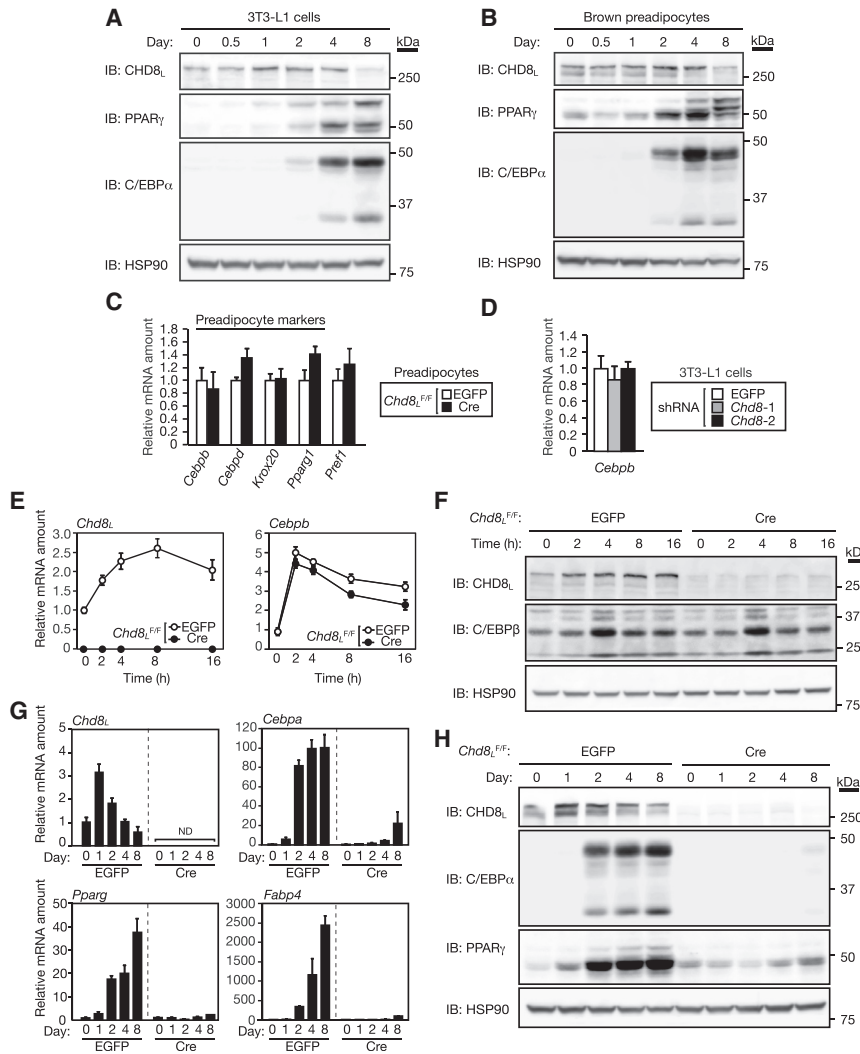 A
3T3-L1 cells
Day: 0 0.5 1 2 4 8 kDa
IB: CHD8L
250
IB: PPARγ
50
50
IB: C/EBPα
37
IB: HSP90
75
B
Brown preadipocytes
Day: 0 0.5 1 2 4 8 kDa
IB: CHD8L
250
IB: PPARγ
50
50
IB: C/EBPα
37
IB: HSP90
75
C
Preadipocyte markers
Relative mRNA amount
1.8
1.6
1.4
1.2
1.0
0.8
0.6
0.4
0.2
0
Cebpb Cebpd Krox20 Pparg1 Pref1
Preadipocytes
Chd8L F/F EGFP
Cre
D
Relative mRNA amount
1.4
1.2
1.0
0.8
0.6
0.4
0.2
0
Cebpb
3T3-L1 cells
shRNA
EGFP
Chd8-1
Chd8-2
E
Chd8L
Relative mRNA amount
3.0
2.5
2.0
1.5
1.0
0.5
0
Chd8L F/F EGFP
Cre
0 2 4 8 16
Time (h)
Cebpb
6
5
4
3
2
1
0
Chd8L F/F EGFP
Cre
0 2 4 8 16
Time (h)
F
Chd8L F/F: EGFP Cre
Time (h): 0 2 4 8 16 0 2 4 8 16 kD
IB: CHD8L
25
37
IB: C/EBPβ
25
IB: HSP90
75
G
Chd8L
Relative mRNA amount
5
4
3
2
1
0
ND
Day: 0 1 2 4 8 0 1 2 4 8
EGFP Cre
Cebpa
120
100
80
60
40
20
0
Day: 0 1 2 4 8 0 1 2 4 8
EGFP Cre
Pparg
Relative mRNA amount
50
40
30
20
10
0
Day: 0 1 2 4 8 0 1 2 4 8
EGFP Cre
Fabp4
3000
2500
2000
1500
1000
500
0
Day: 0 1 2 4 8 0 1 2 4 8
EGFP Cre
H
Chd8L F/F: EGFP Cre
Day: 0 1 2 4 8 0 1 2 4 8 kDa
IB: CHD8L
250
IB: C/EBPα
37
IB: PPARγ
50
IB: HSP90
75